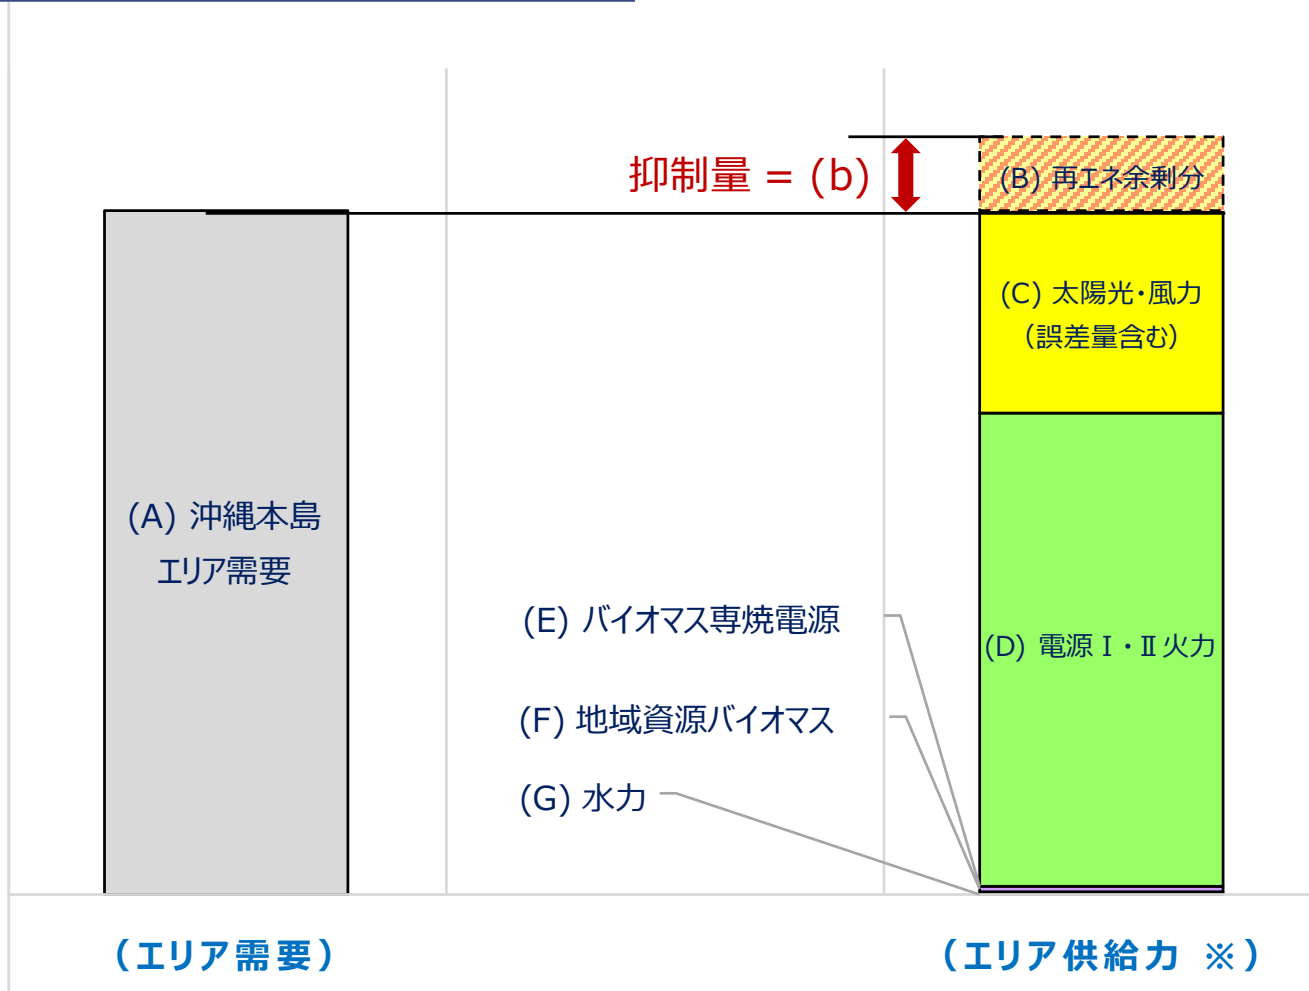 抑制量 = (b)
(B) 再エネ余剰分
(C) 太陽光・風力
（誤差量含む）
(A) 沖縄本島
エリア需要
(E) バイオマス専焼電源
(D) 電源Ⅰ・Ⅱ火力
(F) 地域資源バイオマス
(G) 水力
（エリア需要）
（エリア供給力 ※）